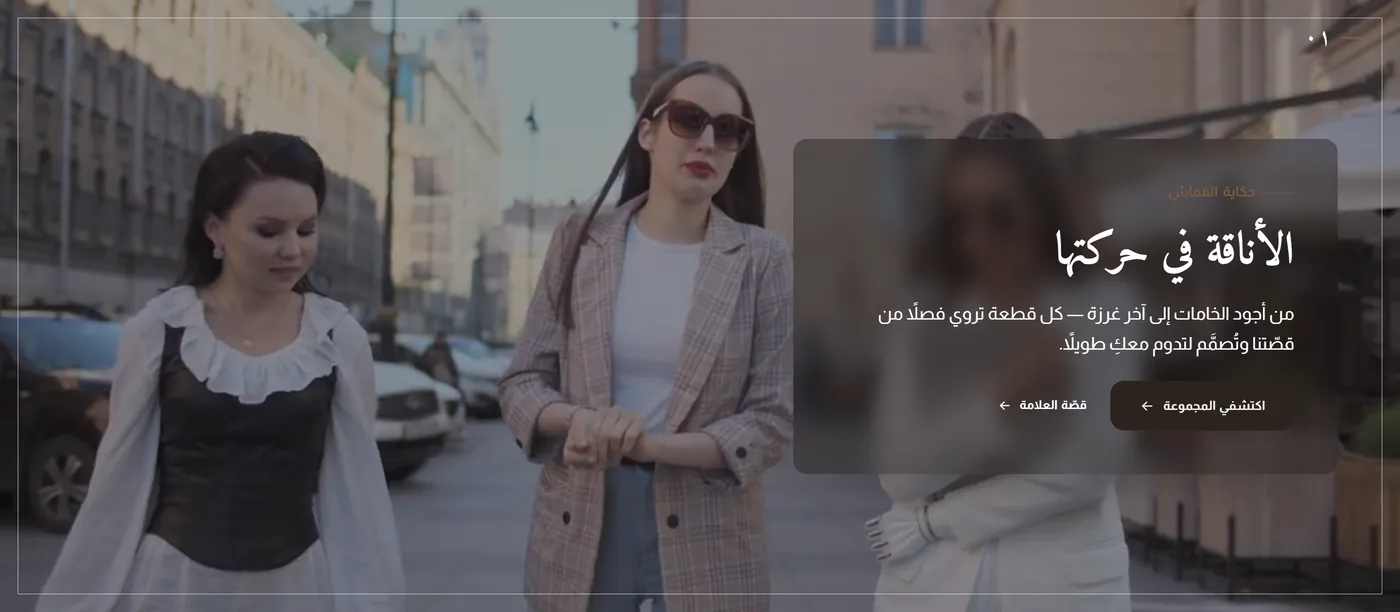 ٠١
حكاية القماش
الأناقة في حركتها
من أجود الخامات إلى آخر غرزة — كل قطعة تروي فصلًا من
قصّتنا وتُصمَّم لتدوم معكِ طويلًا.
اكتشفي المجموعة ←
قصّة العلامة ←